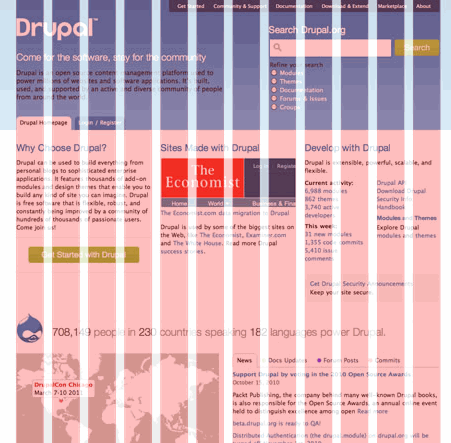 Get Started Community & Support Documentation Download & Extend Marketplace About
Drupal™
Search Drupal.org
Search
Come for the software, stay for the community
Drupal is an open source content management platform used to
power millions of websites and software applications. It's built,
used, and supported by an active and diverse community of people
from around the world.
Refine your search
Modules
Themes
Documentation
Forums & Issues
Groups
Drupal Homepage
Login / Register
Why Choose Drupal?
Drupal can be used to build everything from
personal blogs to sophisticated enterprise
applications. It features thousands of add-on
modules and design themes that enable you to
build any kind of site you can imagine. Drupal
is free software that is flexible, robust, and
constantly being improved by a community of
hundreds of thousands of passionate users.
Come join us!
Get Started with Drupal
Sites Made with Drupal
The
Economist
Log in Register
Home World Business & Fina
The Economist.com data migration to Drupal
Drupal is used by some of the biggest sites on
the Web, like The Economist, Examiner.com
and The White House. Read more Drupal
success stories.
Develop with Drupal
Drupal is extensible, powerful, scalable, and
flexible.
Current activity:
6,988 modules
862 themes
3,740 active
developers
This week:
31 new modules
1,355 code commits
5,410 issue
comments
Drupal API
Download Drupal
Security Info
Handbook
Modules and Themes
Explore Drupal
modules and themes
Get Drupal Security Announcements
Keep your site secure.
708,149 people in 230 countries speaking 182 languages power Drupal.
DrupalCon Chicago
March 7-10 2011
News Docs Updates Forum Posts Commits
Support Drupal by voting in the 2010 Open Source Awards
October 15, 2010
Packt Publishing, the company behind many well-known Drupal books,
is also responsible for the Open Source Awards, an annual online event
held to distinguish excellence among open Read more
beta.drupal.org is ready to QA!
Distributed authentication (the drupal.module) on drupal.org will be